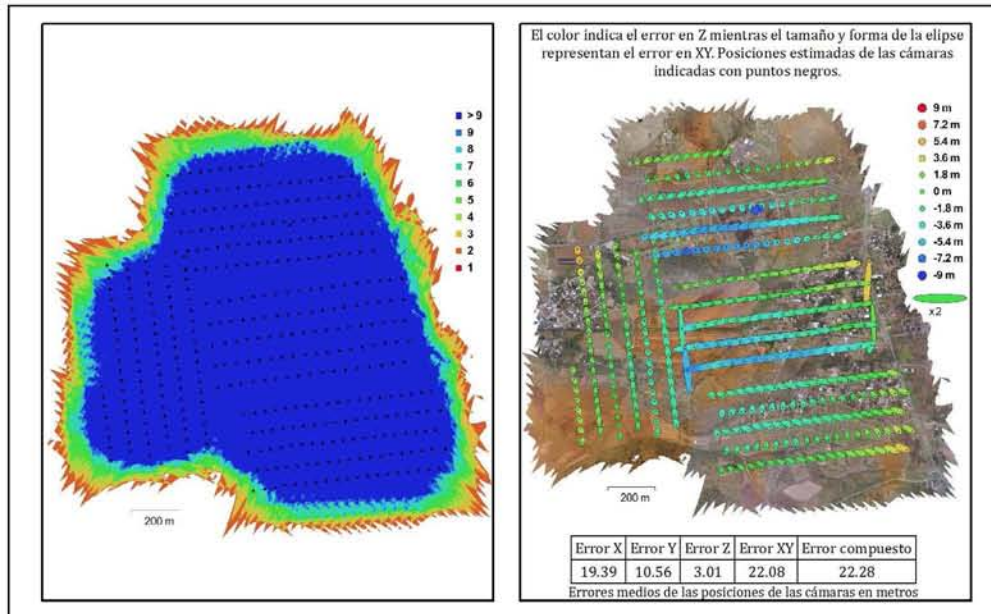 > 9
9
8
7
6
5
4
3
2
1
200 m
El color indica el error en Z mientras el tamaño y forma de la elipse
representan el error en XY. Posiciones estimadas de las cámaras
indicadas con puntos negros.
9 m
7.2 m
5.4 m
3.6 m
1.8 m
0 m
-1.8 m
-3.6 m
-5.4 m
-7.2 m
-9 m
x2
200 m
Error X Error Y Error Z Error XY Error compuesto
19.39 10.56 3.01 22.08 22.28
Errores medios de las posiciones de las cámaras en metros